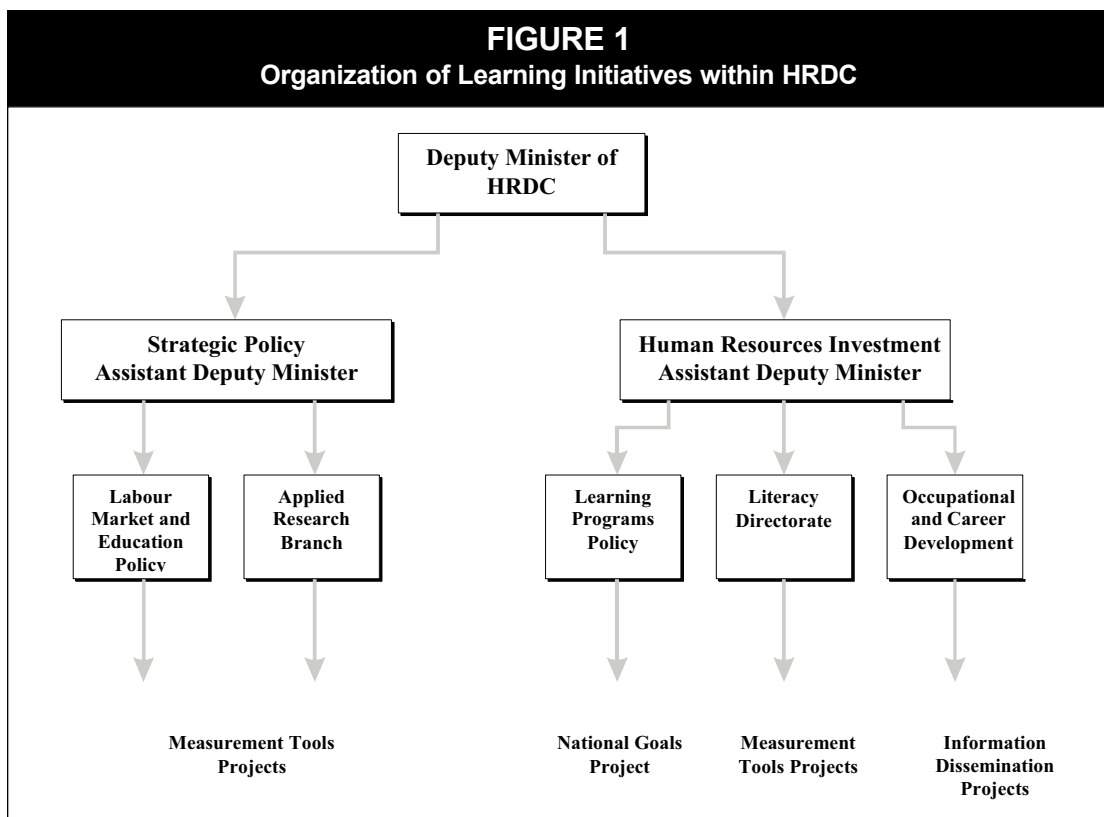 FIGURE 1
Organization of Learning Initiatives within HRDC
Deputy Minister of
HRDC
Strategic Policy
Assistant Deputy Minister
Human Resources Investment
Assistant Deputy Minister
Labour
Market and
Education
Policy
Applied
Research
Branch
Learning
Programs
Policy
Literacy
Directorate
Occupational
and Career
Development
Measurement Tools
Projects
National Goals
Project
Measurement
Tools Projects
Information
Dissemination
Projects